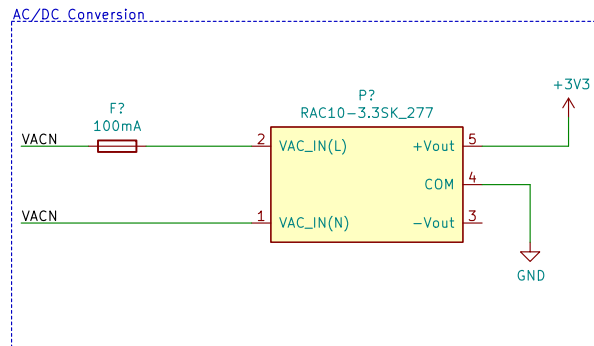 AC/DC Conversion
+3V3
P?
F?
RAC10-3.3SK_277
100mA
VACN
2
VAC_IN(L)
+Vout
5
COM
4
VACN
1
VAC_IN(N)
-Vout
3
GND